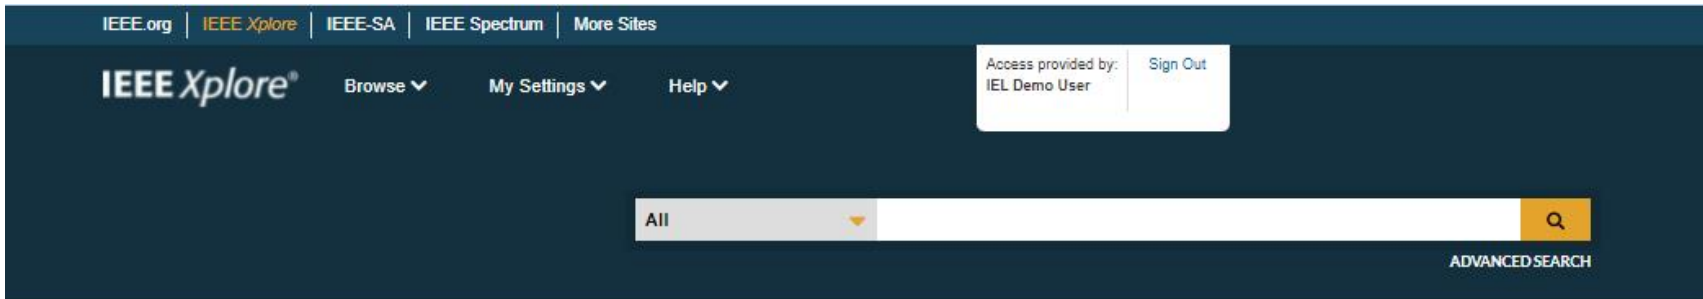 IEEE.org | IEEE Xplore | IEEE-SA | IEEE Spectrum | More Sites
IEEE Xplore®
Browse My Settings Help
Access provided by:
IEL Demo User
Sign Out
All
ADVANCED SEARCH